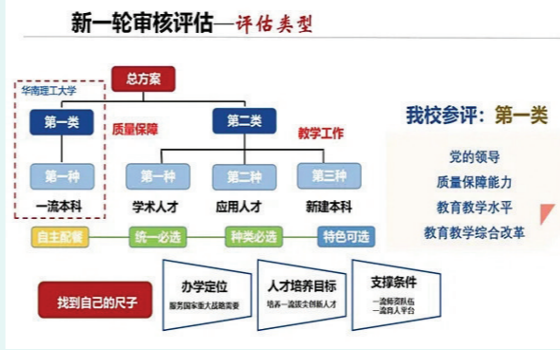 新一轮审核评估—评估类型
总方案
华南理工大学
第一类
质量保障
第二类
教学工作
第一种
第一种
第二种
第三种
一流本科
学术人才
应用人才
新建本科
自主配餐
统一必选
种类必选
特色可选
我校参评：第一类
党的领导
质量保障能力
教育教学水平
教育教学综合改革
找到自己的尺子
办学定位
服务国家重大战略需要
人才培养目标
培养一流拔尖创新人才
支撑条件
一流师资队伍
一流育人平台